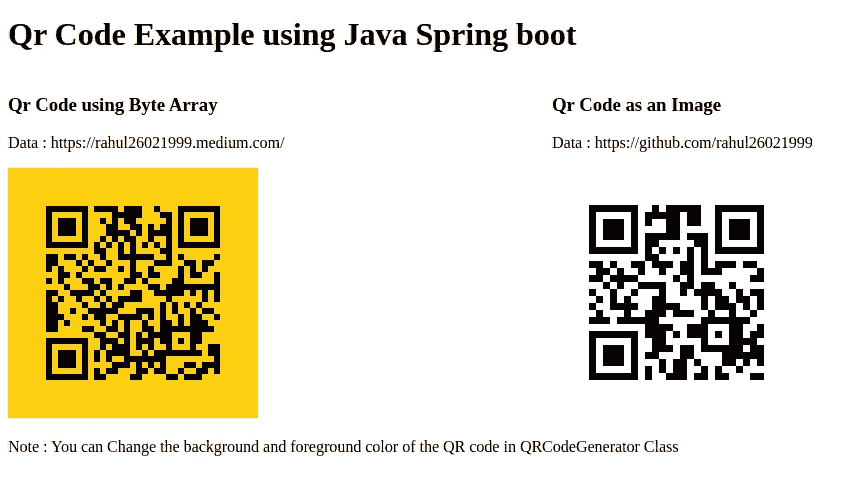 Qr Code Example using Java Spring boot
Qr Code using Byte Array
Data : https://rahul26021999.medium.com/
Qr Code as an Image
Data : https://github.com/rahul26021999
Note : You can Change the background and foreground color of the QR code in QRCodeGenerator Class